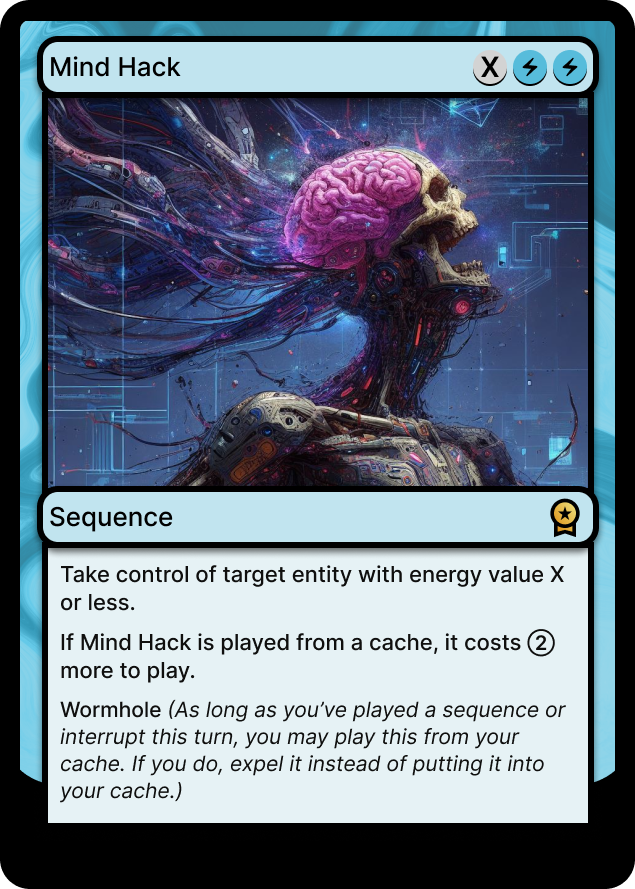 Mind Hack X
Sequence
Take control of target entity with energy value X
or less.
If Mind Hack is played from a cache, it costs ②
more to play.
Wormhole (As long as you’ve played a sequence or
interrupt this turn, you may play this from your
cache. If you do, expel it instead of putting it into
your cache.)